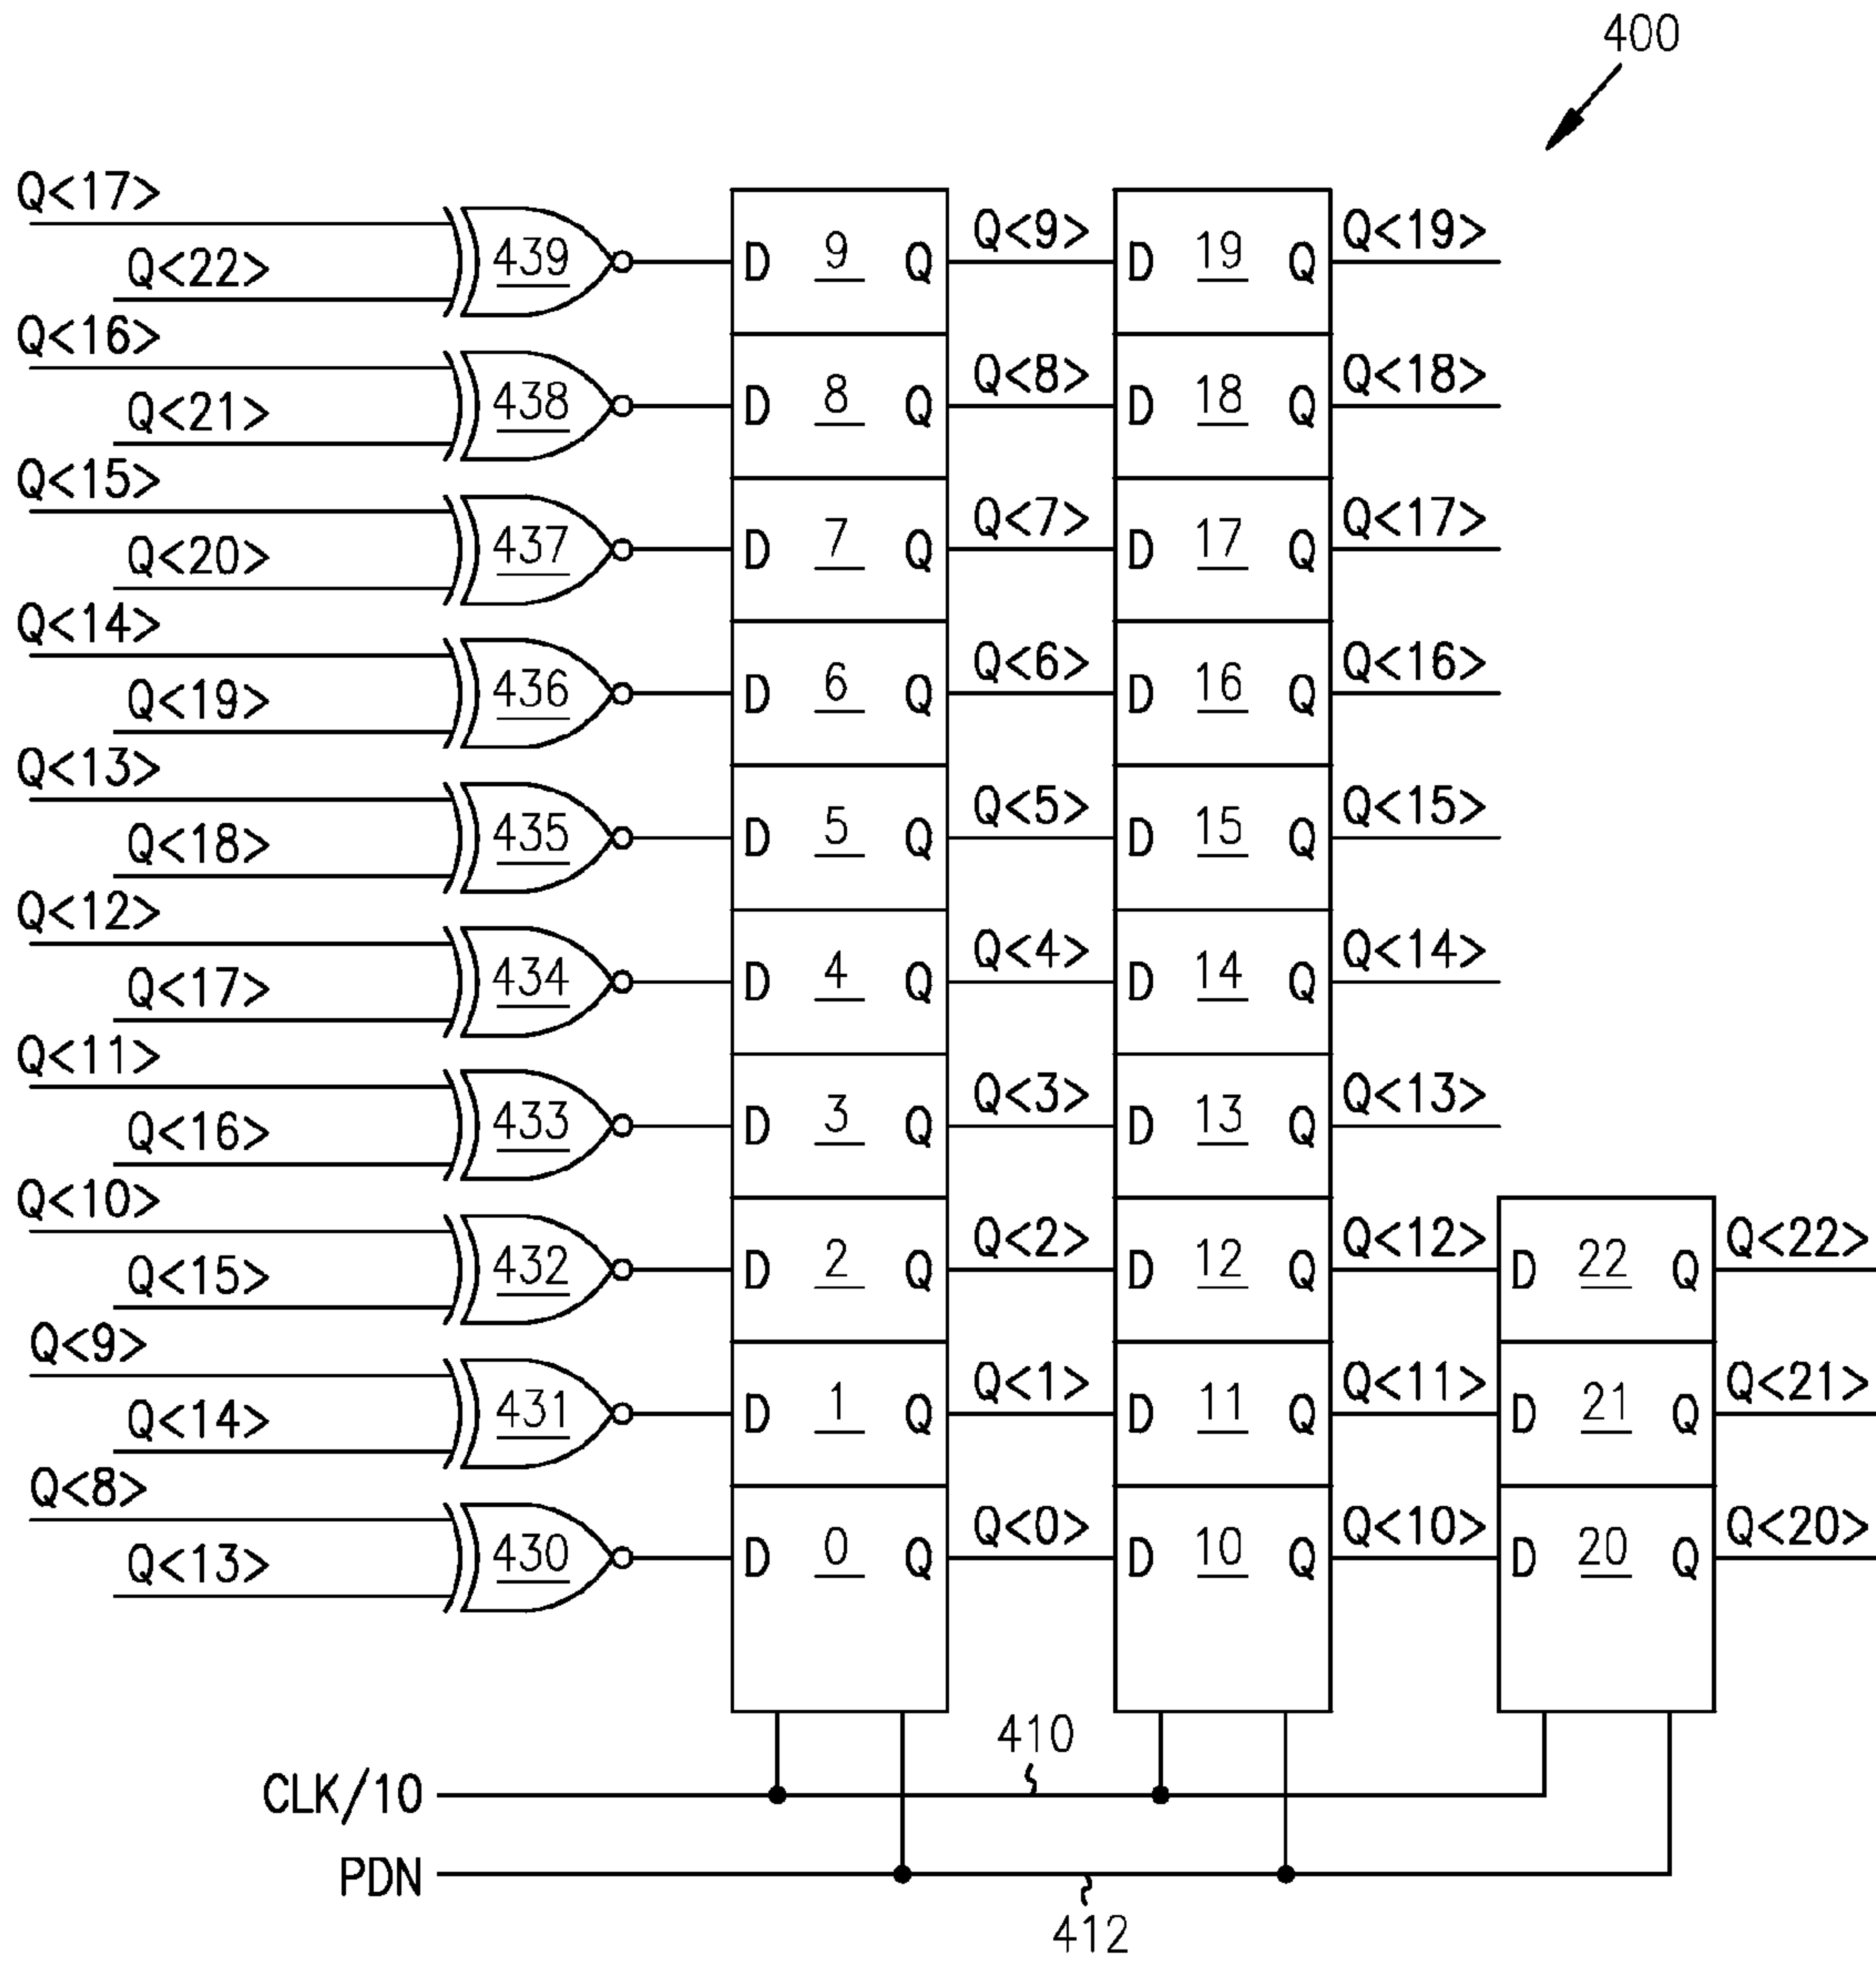 400
Q<17>
Q<22>
439
D 9 Q
Q<9>
D 19 Q
Q<19>
Q<16>
Q<21>
438
D 8 Q
Q<8>
D 18 Q
Q<18>
Q<15>
Q<20>
437
D 7 Q
Q<7>
D 17 Q
Q<17>
Q<14>
Q<19>
436
D 6 Q
Q<6>
D 16 Q
Q<16>
Q<13>
Q<18>
435
D 5 Q
Q<5>
D 15 Q
Q<15>
Q<12>
Q<17>
434
D 4 Q
Q<4>
D 14 Q
Q<14>
Q<11>
Q<16>
433
D 3 Q
Q<3>
D 13 Q
Q<13>
Q<10>
Q<15>
432
D 2 Q
Q<2>
D 12 Q
Q<12>
D 22 Q
Q<22>
Q<9>
Q<14>
431
D 1 Q
Q<1>
D 11 Q
Q<11>
D 21 Q
Q<21>
Q<8>
Q<13>
430
D 0 Q
Q<0>
D 10 Q
Q<10>
D 20 Q
Q<20>
410
CLK/10
PDN
412